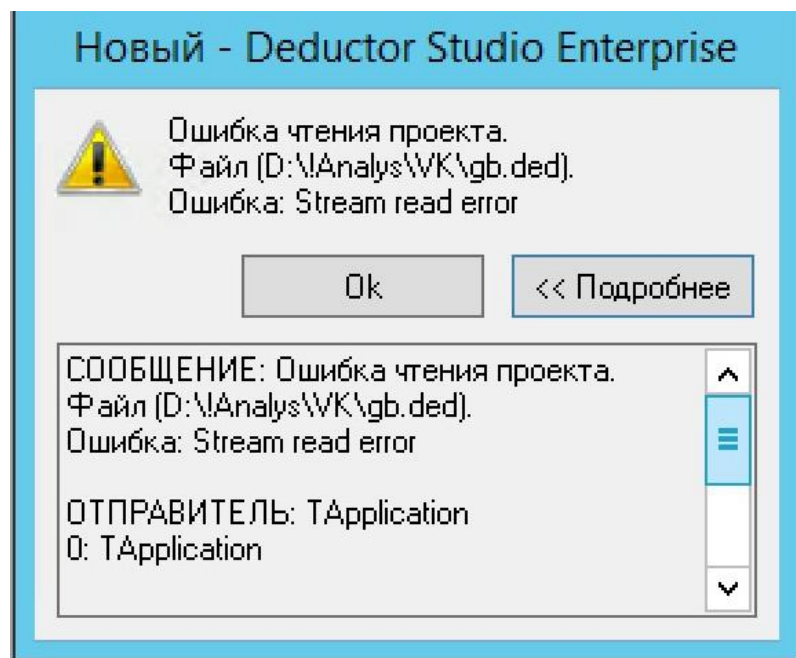 Новый - Deductor Studio Enterprise
Ошибка чтения проекта.
Файл (D:\!Analys\VK\gb.ded).
Ошибка: Stream read error
Ok
<< Подробнее
СООБЩЕНИЕ: Ошибка чтения проекта.
Файл (D:\!Analys\VK\gb.ded).
Ошибка: Stream read error
ОТПРАВИТЕЛЬ: TApplication
0: TApplication